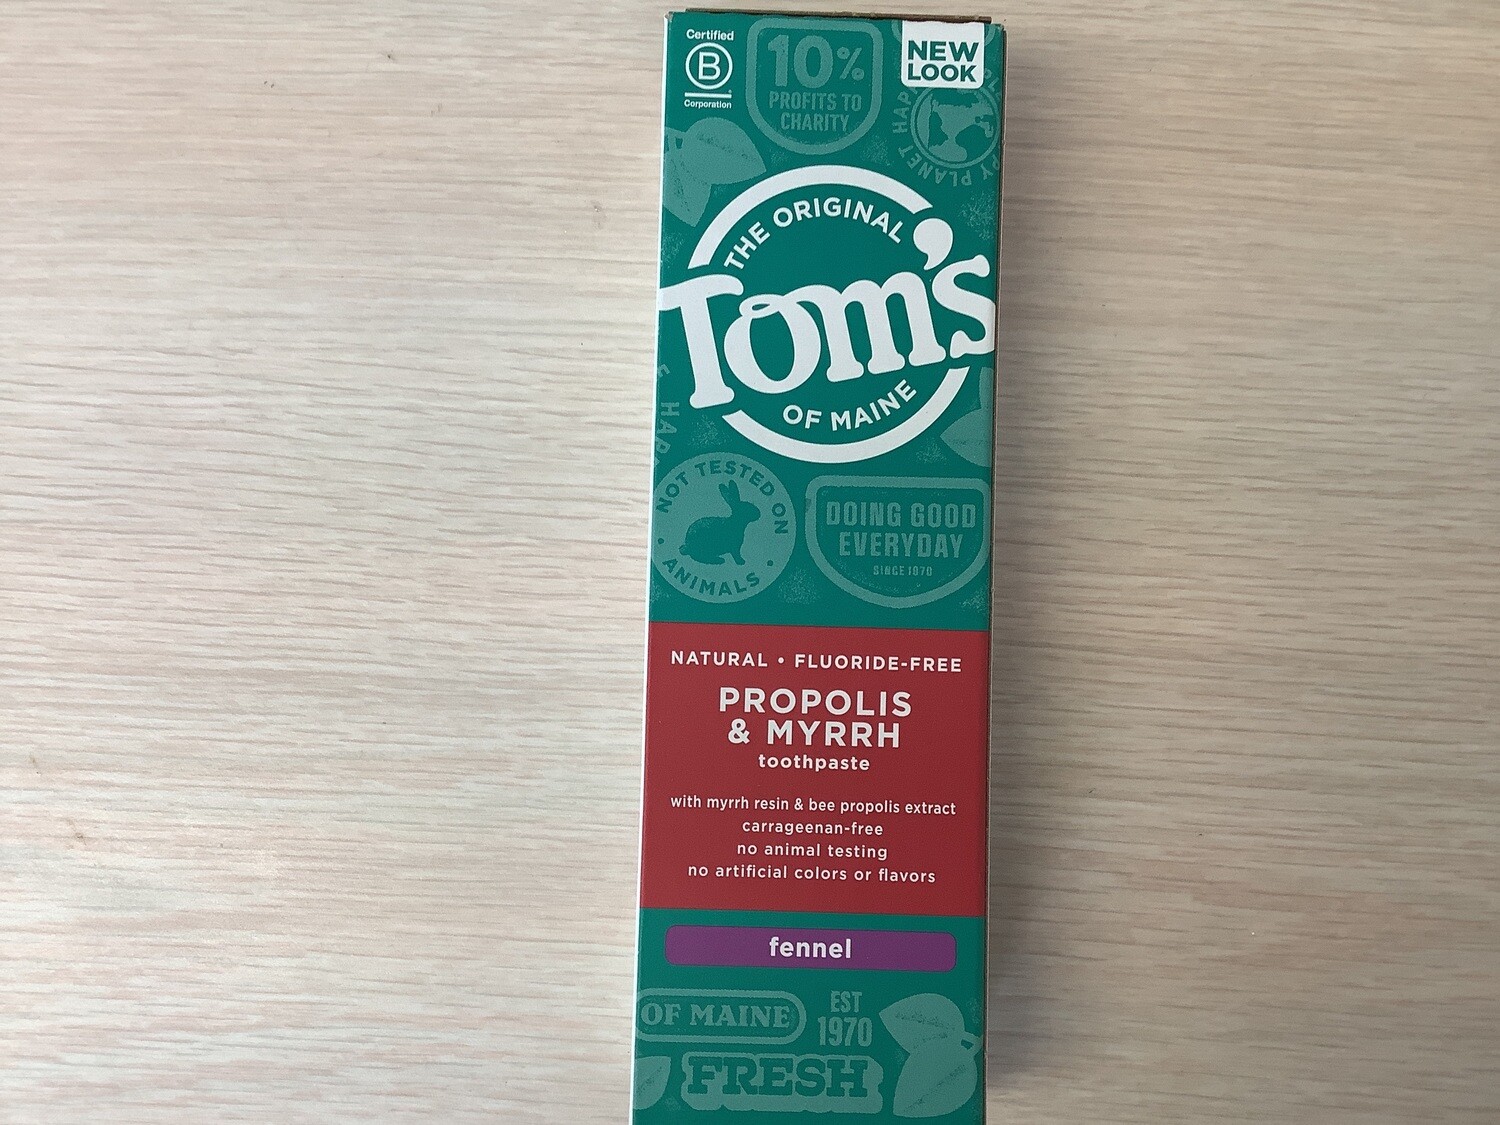 Certified
B
Corporation
10%
PROFITS TO
CHARITY
NEW
LOOK
PLANET
THE ORIGINAL
Tom's
OF MAINE
NOT TESTED ON
ANIMALS
DOING GOOD
EVERYDAY
SINCE 1970
NATURAL • FLUORIDE-FREE
PROPOLIS
& MYRRH
toothpaste
with myrrh resin & bee propolis extract
carrageenan-free
no animal testing
no artificial colors or flavors
fennel
OF MAINE
EST
1970
FRESH